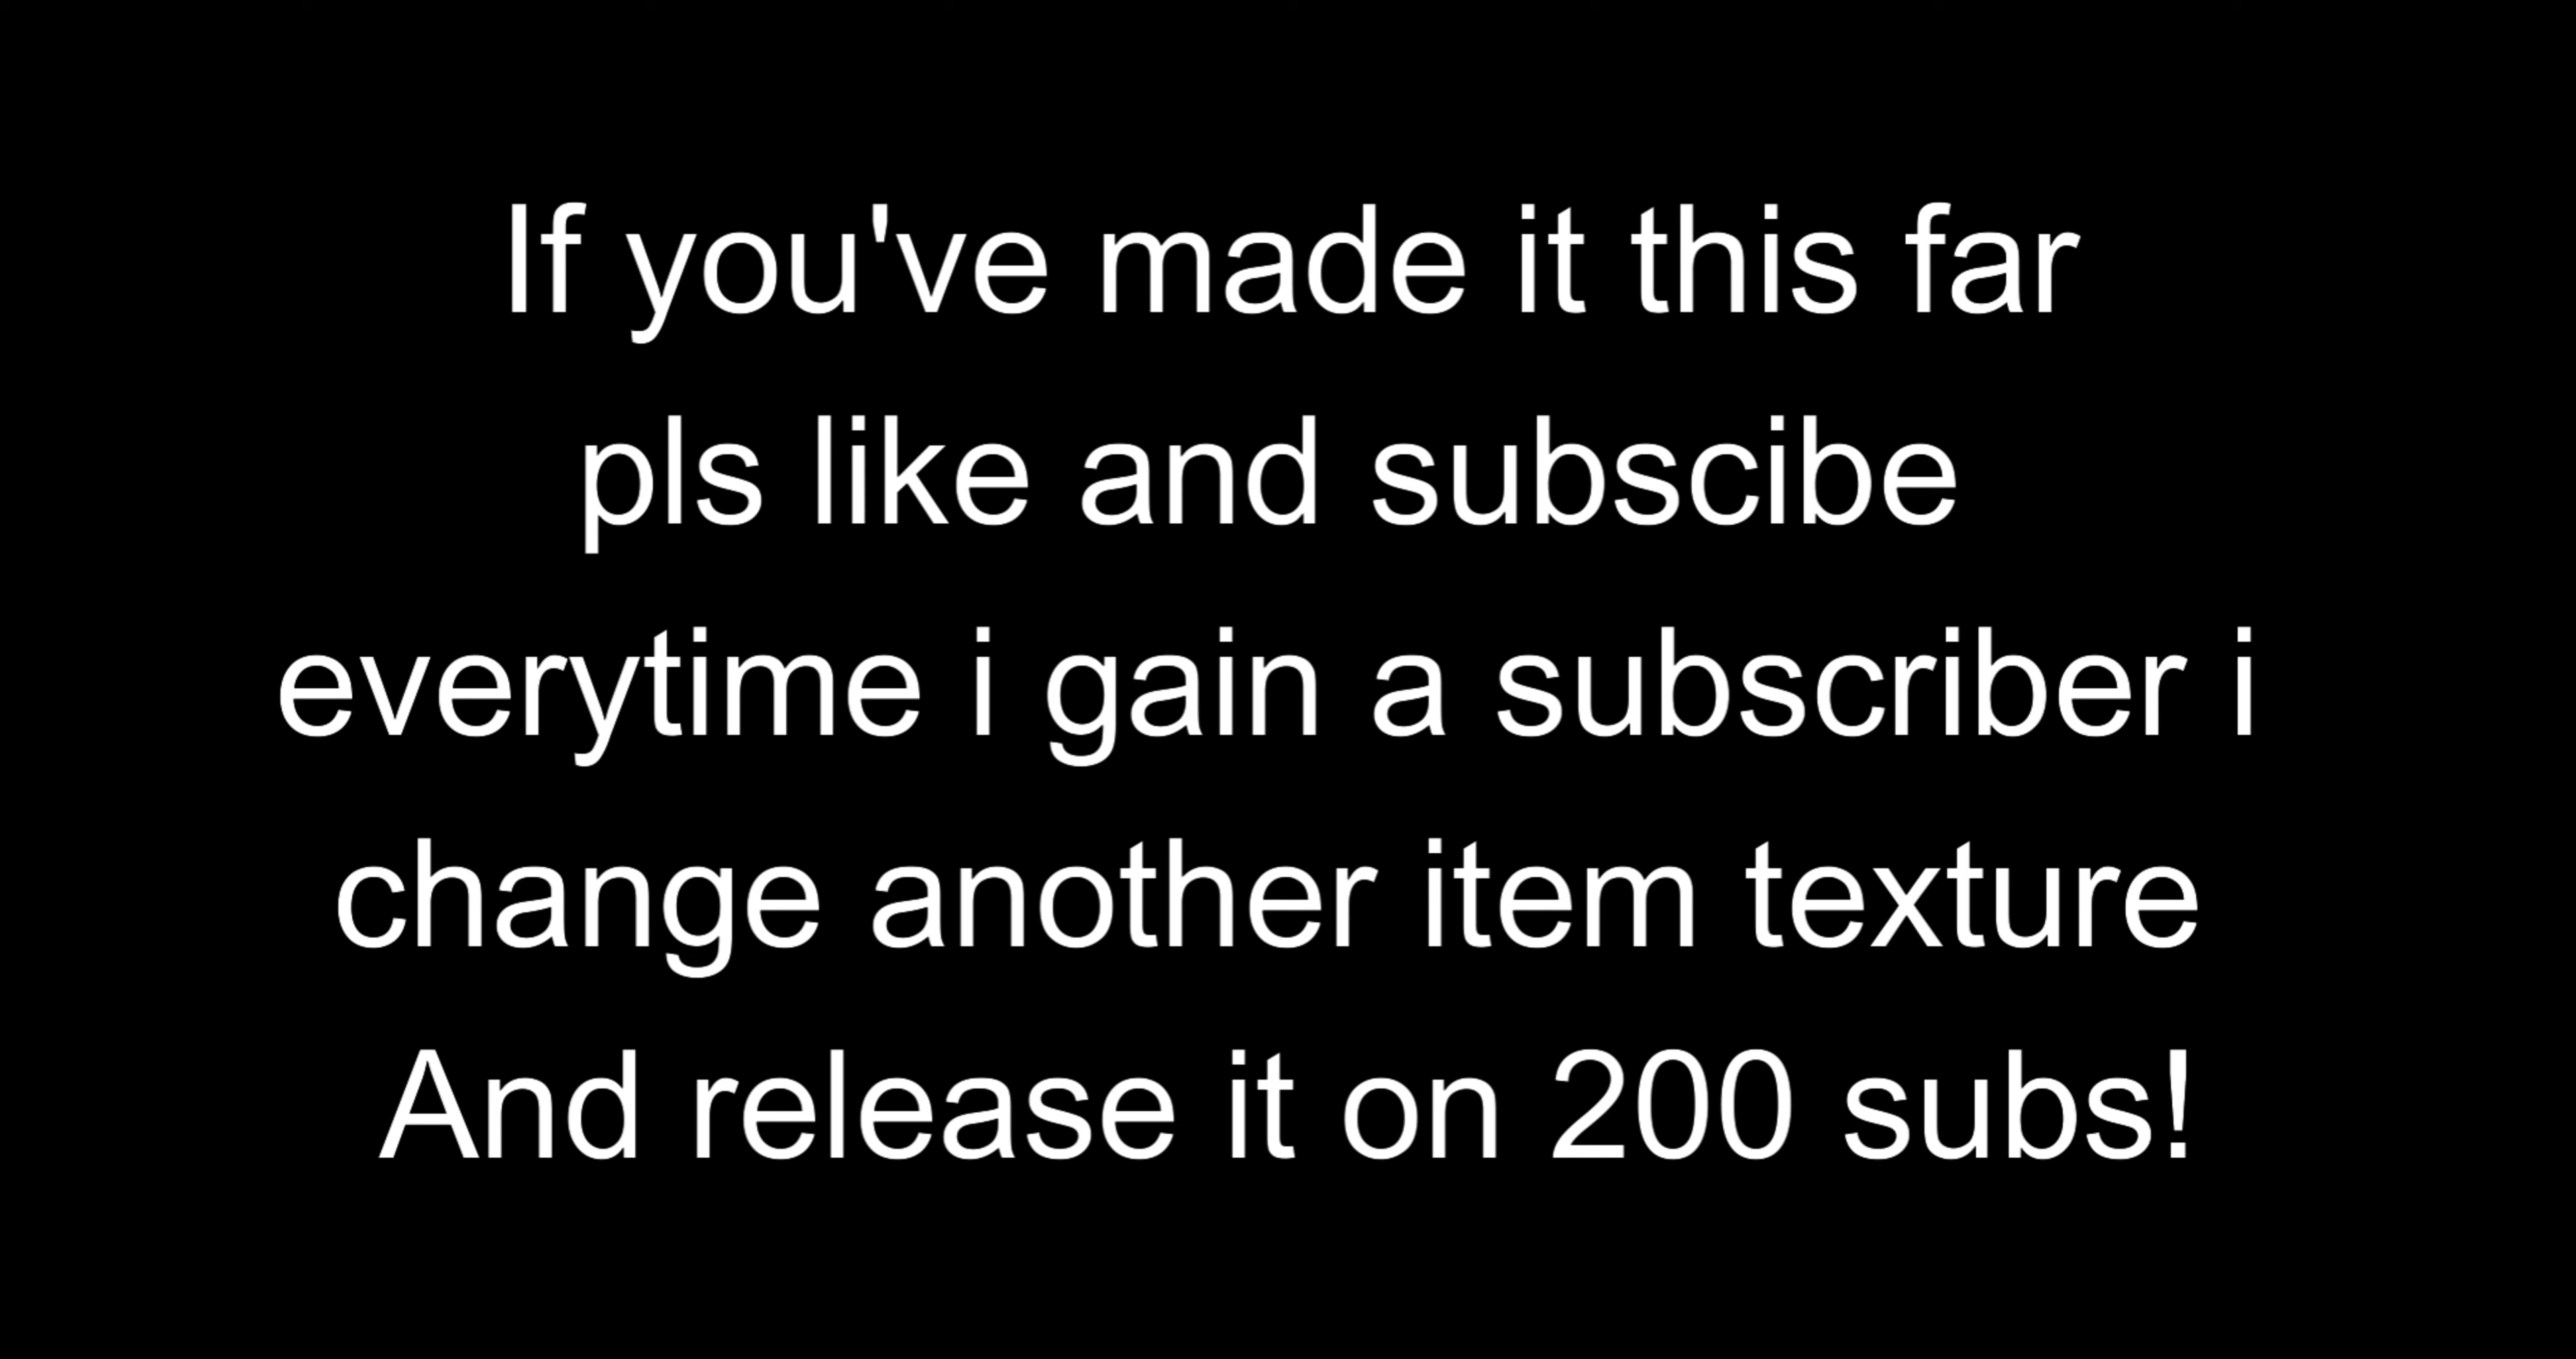 If you've made it this far
pls like and subscibe
everytime i gain a subscriber i
change another item texture
And release it on 200 subs!